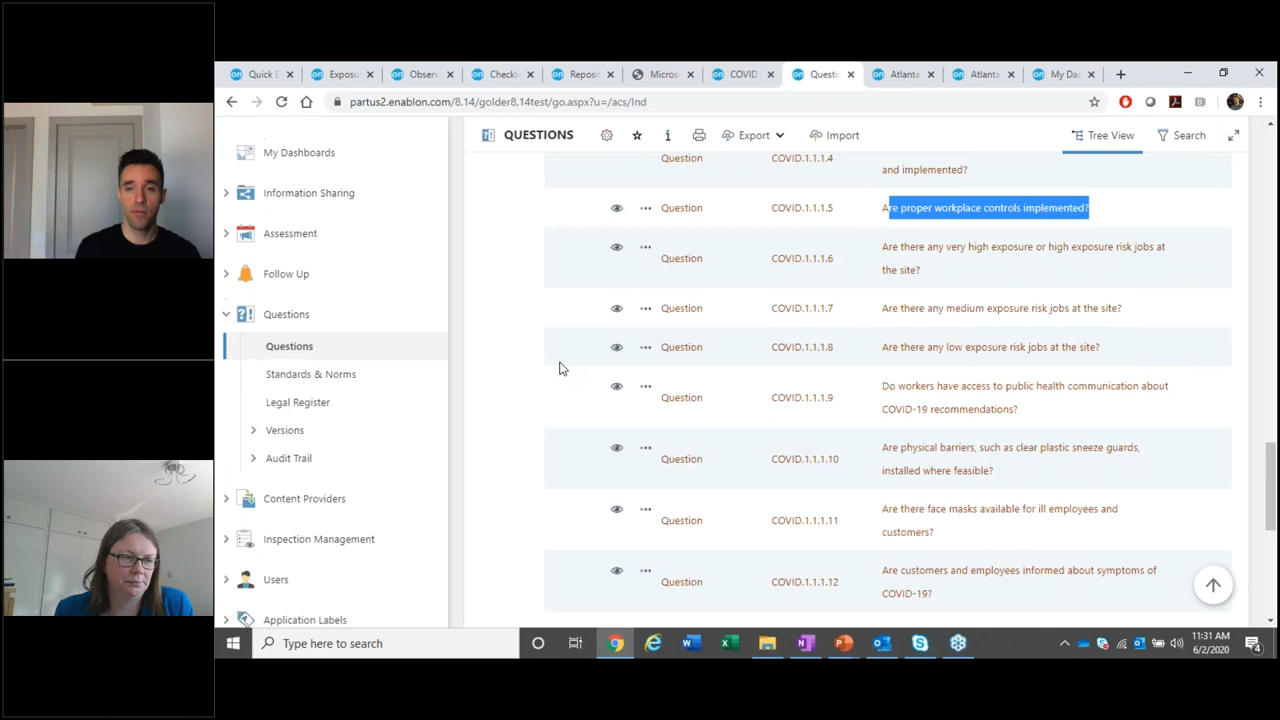 Quick E
Exposu
Observ
Checkli
Reposit
Micros
COVID
Questi
Atlanta
Atlanta
My Das
partus2.enablon.com/8.14/golder8.14test/go.aspx?u=/acs/Ind
My Dashboards
Information Sharing
Assessment
Follow Up
Questions
Questions
Standards & Norms
Legal Register
Versions
Audit Trail
Content Providers
Inspection Management
Users
Application Labels
QUESTIONS
Export
Import
Tree View
Search
Question COVID.1.1.1.4
and implemented?
Question COVID.1.1.1.5 Are proper workplace controls implemented?
Question COVID.1.1.1.6 Are there any very high exposure or high exposure risk jobs at
the site?
Question COVID.1.1.1.7 Are there any medium exposure risk jobs at the site?
Question COVID.1.1.1.8 Are there any low exposure risk jobs at the site?
Question COVID.1.1.1.9 Do workers have access to public health communication about
COVID-19 recommendations?
Question COVID.1.1.1.10 Are physical barriers, such as clear plastic sneeze guards,
installed where feasible?
Question COVID.1.1.1.11 Are there face masks available for ill employees and
customers?
Question COVID.1.1.1.12 Are customers and employees informed about symptoms of
COVID-19?
Type here to search
11:31 AM
6/2/2020
4